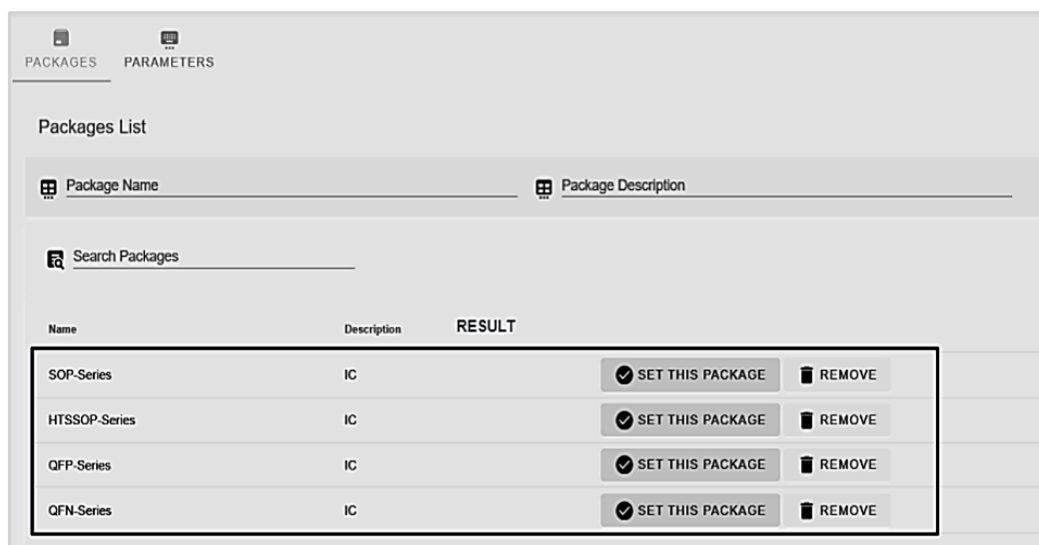 PACKAGES PARAMETERS
Packages List
Package Name Package Description
Search Packages
Name Description RESULT
SOP-Series IC SET THIS PACKAGE REMOVE
HTSSOP-Series IC SET THIS PACKAGE REMOVE
QFP-Series IC SET THIS PACKAGE REMOVE
QFN-Series IC SET THIS PACKAGE REMOVE